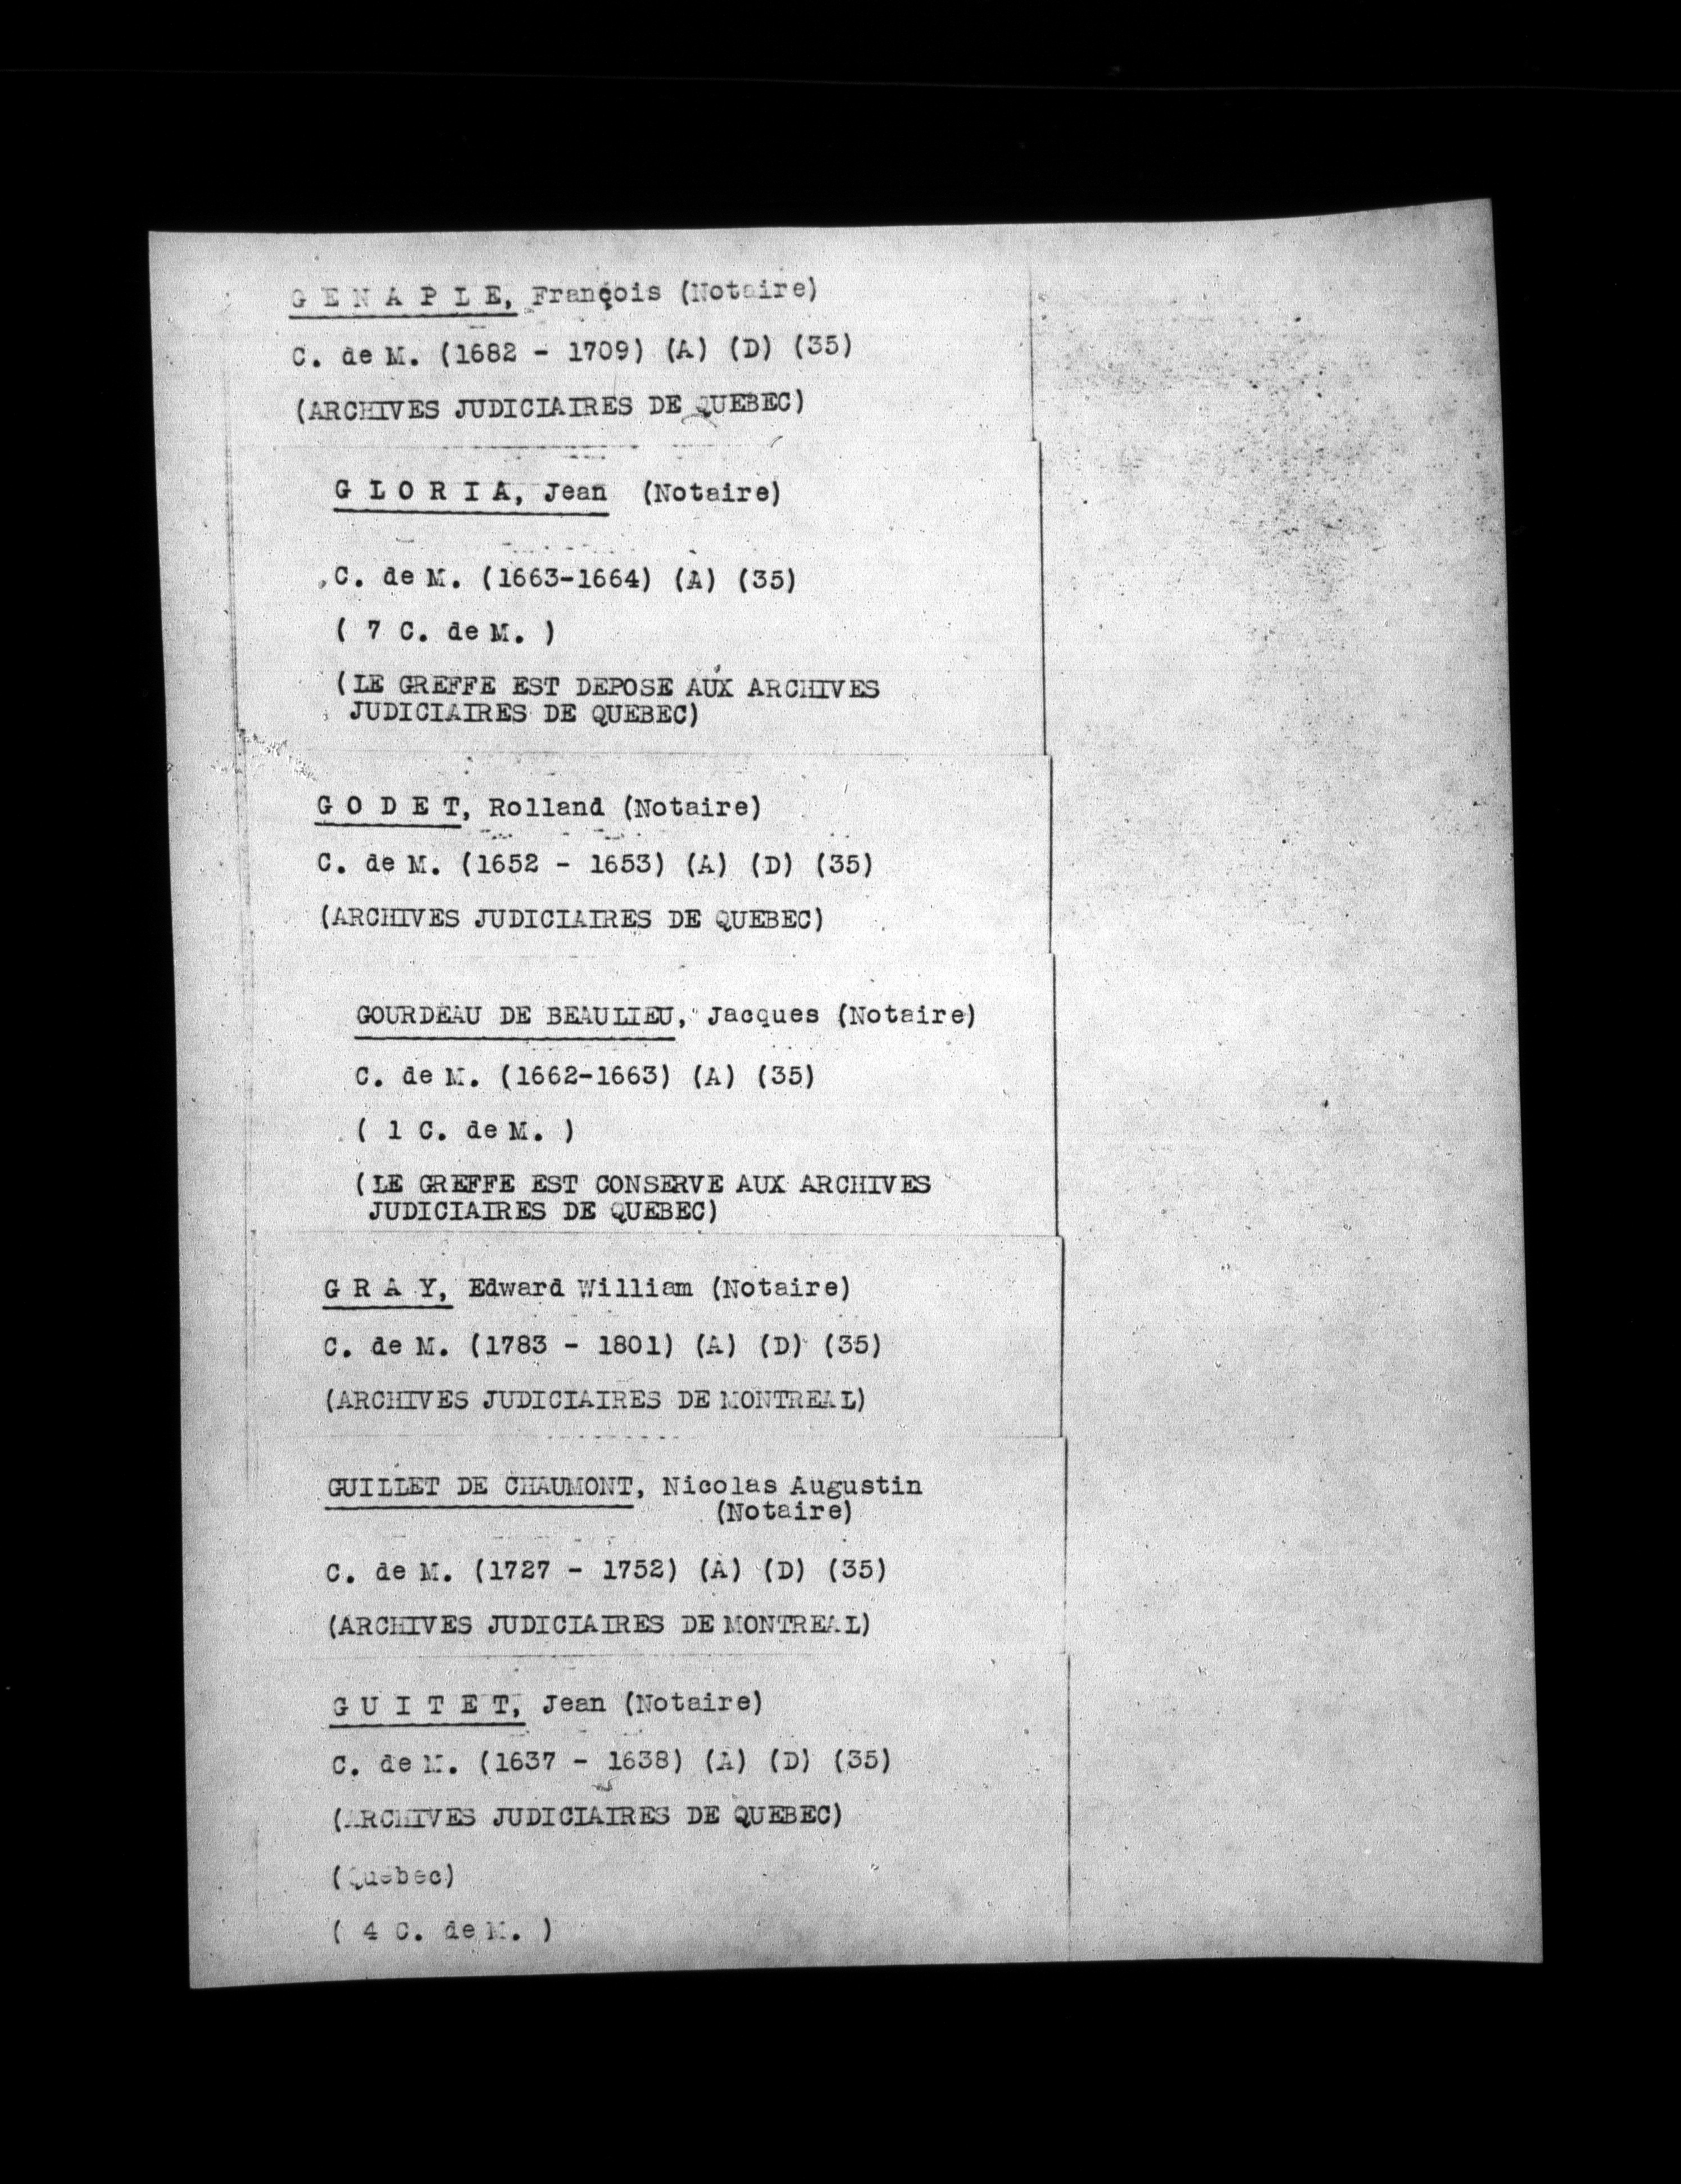 G E N A P L E, François (Notaire)
C. de M. (1682 - 1709) (A) (D) (35)
(ARCHIVES JUDICIAIRES DE QUEBEC)
G L O R I A, Jean (Notaire)
C. de M. (1663-1664) (A) (35)
( 7 C. de M. )
(LE GREFFE EST DEPOSE AUX ARCHIVES
JUDICIAIRES DE QUEBEC)
G O D E T, Rolland (Notaire)
C. de M. (1652 - 1653) (A) (D) (35)
(ARCHIVES JUDICIAIRES DE QUEBEC)
GOURDEAU DE BEAULIEU, Jacques (Notaire)
C. de M. (1662-1663) (A) (35)
( 1 C. de M. )
(LE GREFFE EST CONSERVE AUX ARCHIVES
JUDICIAIRES DE QUEBEC)
G R A Y, Edward William (Notaire)
C. de M. (1783 - 1801) (A) (D) (35)
(ARCHIVES JUDICIAIRES DE MONTREAL)
GUILLET DE CHAUMONT, Nicolas Augustin
(Notaire)
C. de M. (1727 - 1752) (A) (D) (35)
(ARCHIVES JUDICIAIRES DE MONTREAL)
G U I T E T, Jean (Notaire)
C. de M. (1637 - 1638) (A) (D) (35)
(ARCHIVES JUDICIAIRES DE QUEBEC)
(Quebec)
( 4 C. de M. )